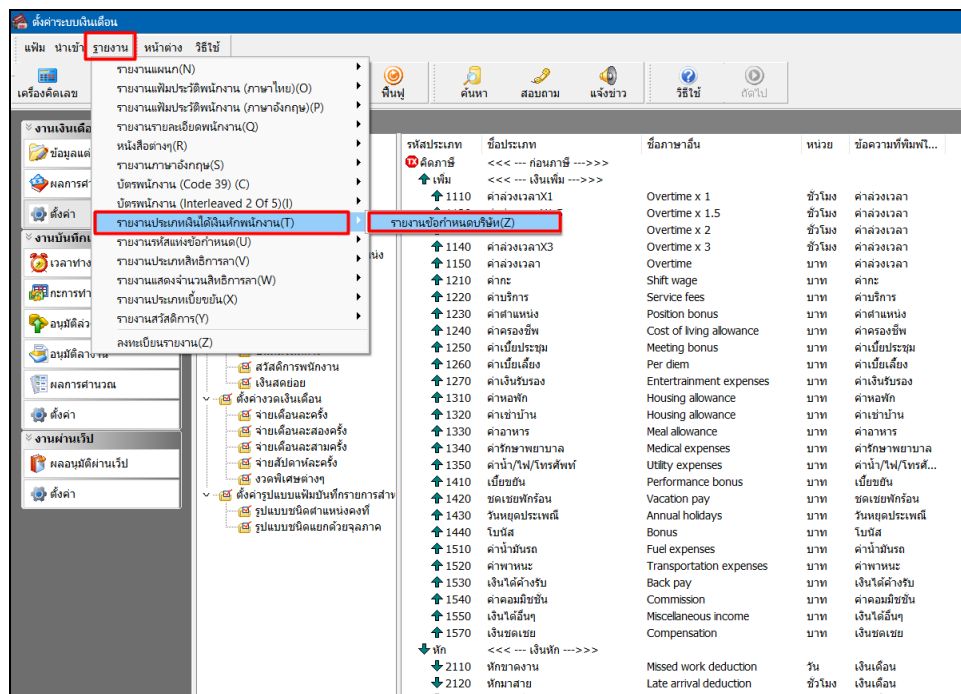 ตั้งค่าระบบเงินเดือน
แฟ้ม นำเข้า รายงาน หน้าต่าง วิธีใช้
เครื่องคิดเลข ฟื้นฟู ค้นหา สอบถาม แจ้งข่าว วิธีใช้ ถัดไป
รายงานแผนก(N)
รายงานแฟ้มประวัติพนักงาน (ภาษาไทย)(O)
รายงานแฟ้มประวัติพนักงาน (ภาษาอังกฤษ)(P)
รายงานรายละเอียดพนักงาน(Q)
หนังสือต่างๆ(R)
รายงานภาษาอังกฤษ(S)
บัตรพนักงาน (Code 39) (C)
บัตรพนักงาน (Interleaved 2 Of 5)(I)
รายงานประเภทเงินได้เงินหักพนักงาน(T)
รายงานข้อกำหนดบริษัท(Z)
รายงานรหัสแห่งข้อกำหนด(U)
รายงานประเภทสิทธิการลา(V)
รายงานแสดงจำนวนสิทธิการลา(W)
รายงานประเภทเบี้ยขยัน(X)
รายงานสวัสดิการ(Y)
ลงทะเบียนรายงาน(Z)
งานเงินเดือ
ข้อมูลแต่
ผลการคำ
ตั้งค่า
งานบันทึกเ
เวลาทำง
กะการทำ
อนุมัติล่ว
อนุมัติลางาน
ผลการคำนวณ
ตั้งค่า
งานผ่านเว็ป
ผลอนุมัติผ่านเว็ป
ตั้งค่า
สวัสดิการพนักงาน
เงินสดย่อย
ตั้งค่างวดเงินเดือน
จ่ายเดือนละครั้ง
จ่ายเดือนละสองครั้ง
จ่ายเดือนละสามครั้ง
จ่ายสัปดาห์ละครั้ง
งวดพิเศษต่างๆ
ตั้งค่ารูปแบบแฟ้มบันทึกรายการสำห
รูปแบบชนิดตำแหน่งคงที่
รูปแบบชนิดแยกด้วยจุลภาค
รหัสประเภท ชื่อประเภท ชื่อภาษาอื่น หน่วย ข้อความที่พิมพ์ใ...
คิดภาษี <<< --- ก่อนภาษี --->>>
เพิ่ม <<< --- เงินเพิ่ม --->>>
1110 ค่าล่วงเวลาX1 Overtime x 1 ชั่วโมง ค่าล่วงเวลา
Overtime x 1.5 ชั่วโมง ค่าล่วงเวลา
Overtime x 2 ชั่วโมง ค่าล่วงเวลา
1140 ค่าล่วงเวลาX3 Overtime x 3 ชั่วโมง ค่าล่วงเวลา
1150 ค่าล่วงเวลา Overtime บาท ค่าล่วงเวลา
1210 ค่ากะ Shift wage บาท ค่ากะ
1220 ค่าบริการ Service fees บาท ค่าบริการ
1230 ค่าตำแหน่ง Position bonus บาท ค่าตำแหน่ง
1240 ค่าครองชีพ Cost of living allowance บาท ค่าครองชีพ
1250 ค่าเบี้ยประชุม Meeting bonus บาท ค่าเบี้ยประชุม
1260 ค่าเบี้ยเลี้ยง Per diem บาท ค่าเบี้ยเลี้ยง
1270 ค่าเงินรับรอง Entertrainment expenses บาท ค่าเงินรับรอง
1310 ค่าหอพัก Housing allowance บาท ค่าหอพัก
1320 ค่าเช่าบ้าน Housing allowance บาท ค่าเช่าบ้าน
1330 ค่าอาหาร Meal allowance บาท ค่าอาหาร
1340 ค่ารักษาพยาบาล Medical expenses บาท ค่ารักษาพยาบาล
1350 ค่าน้ำ/ไฟ/โทรศัพท์ Utility expenses บาท ค่าน้ำ/ไฟ/โทรศั...
1410 เบี้ยขยัน Performance bonus บาท เบี้ยขยัน
1420 ชดเชยพักร้อน Vacation pay บาท ชดเชยพักร้อน
1430 วันหยุดประเพณี Annual holidays บาท วันหยุดประเพณี
1440 โบนัส Bonus บาท โบนัส
1510 ค่าน้ำมันรถ Fuel expenses บาท ค่าน้ำมันรถ
1520 ค่าพาหนะ Transportation expenses บาท ค่าพาหนะ
1530 เงินได้ค้างรับ Back pay บาท เงินได้ค้างรับ
1540 ค่าคอมมิชชัน Commission บาท ค่าคอมมิชชัน
1550 เงินได้อื่นๆ Miscellaneous income บาท เงินได้อื่นๆ
1570 เงินชดเชย Compensation บาท เงินชดเชย
หัก <<< --- เงินหัก --->>>
2110 หักขาดงาน Missed work deduction วัน เงินเดือน
2120 หักมาสาย Late arrival deduction ชั่วโมง เงินเดือน